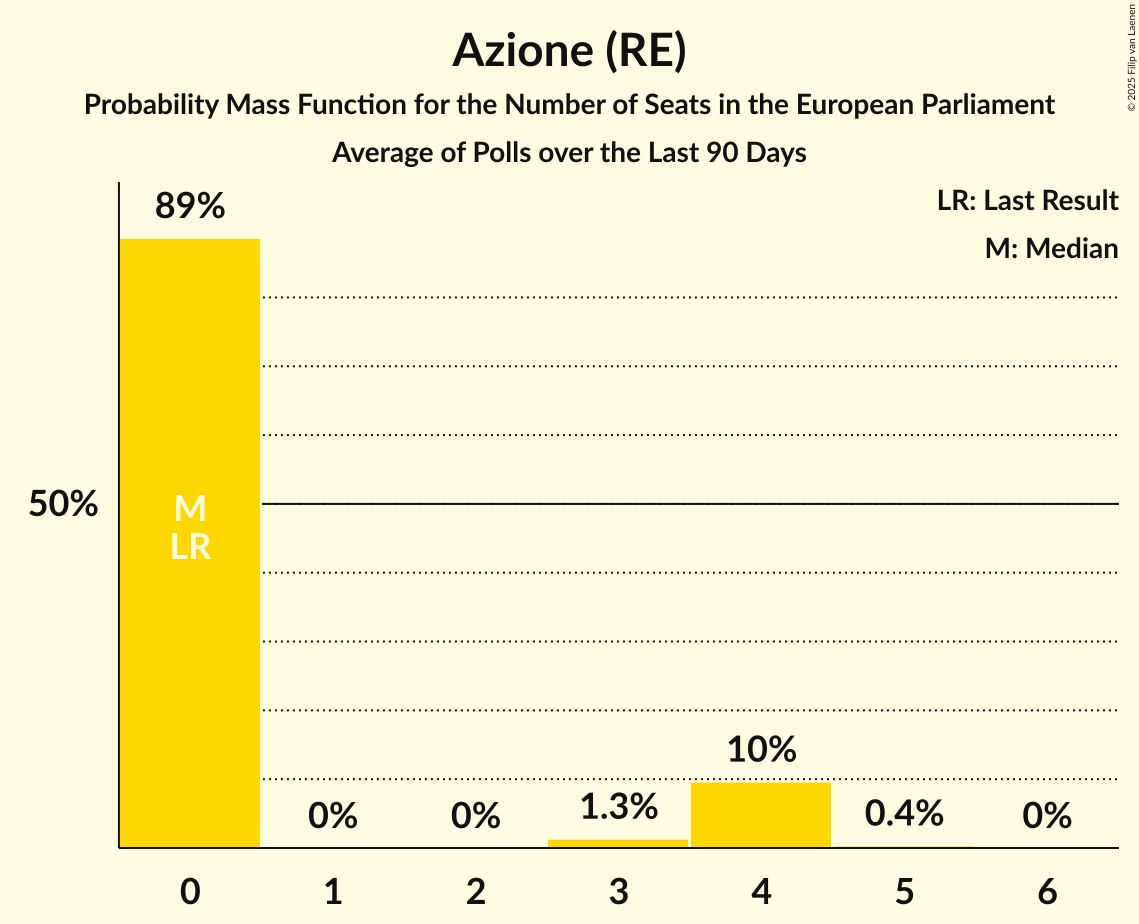 Azione (RE)
Probability Mass Function for the Number of Seats in the European Parliament
Average of Polls over the Last 90 Days
© 2025 Filip van Laenen
LR: Last Result
M: Median
89%
50%
M
LR
0%
0%
1.3%
10%
0.4%
0%
0
1
2
3
4
5
6